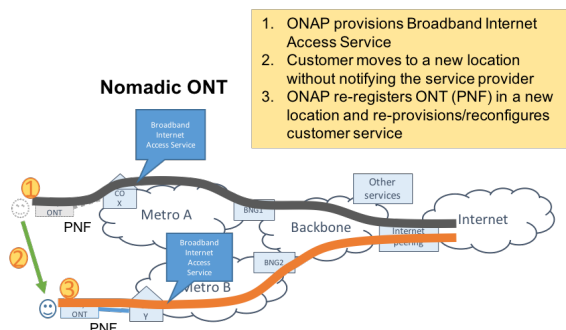 1. ONAP provisions Broadband Internet
Access Service
2. Customer moves to a new location
without notifying the service provider
3. ONAP re-registers ONT (PNF) in a new
location and re-provisions/reconfigures
customer service
Nomadic ONT
Broadband
Internet
Access Service
1
ONT
PNF
CO
X
Metro A
BNG1
Backbone
Other
services
Internet
peering
Internet
2
3
ONT
PNF
Y
Broadband
Internet
Access
Service
Metro B
BNG2